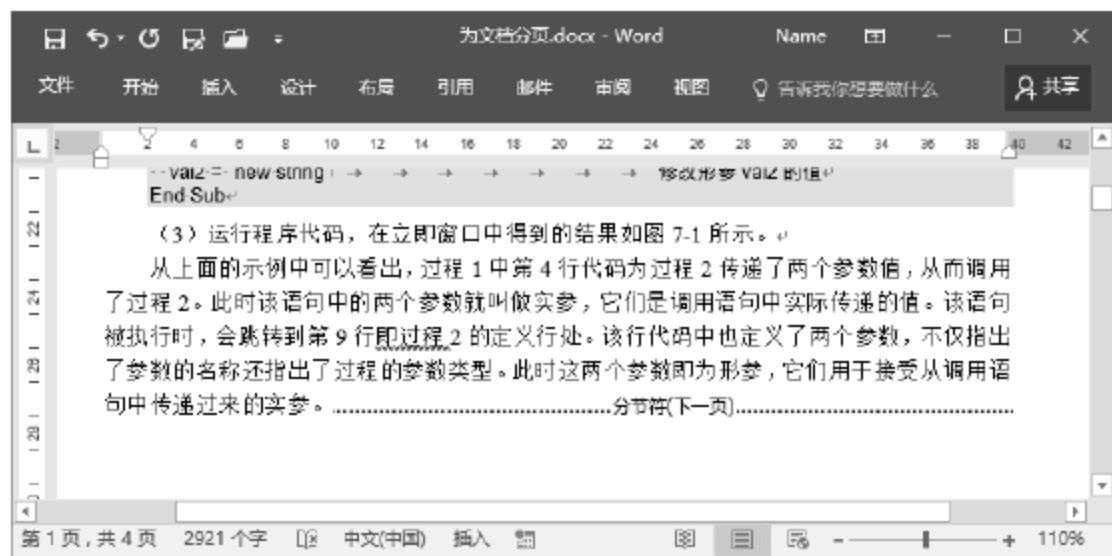 为文档分页.docx - Word Name
文件 开始 插入 设计 布局 引用 邮件 审阅 视图 告诉我你想要做什么 共享
2 2 4 6 8 10 12 14 16 18 20 22 24 26 28 30 32 34 36 38 40 42
val2 = new string 修改形参 val2 的值
End Sub
（3）运行程序代码，在立即窗口中得到的结果如图 7-1 所示。
从上面的示例中可以看出，过程 1 中第 4 行代码为过程 2 传递了两个参数值，从而调用
了过程 2。此时该语句中的两个参数就叫做实参，它们是调用语句中实际传递的值。该语句
被执行时，会跳转到第 9 行即过程 2 的定义行处。该行代码中也定义了两个参数，不仅指出
了参数的名称还指出了过程的参数类型。此时这两个参数即为形参，它们用于接受从调用语
句中传递过来的实参。分节符(下一页)
22
24
26
28
第 1 页，共 4 页 2921 个字 中文(中国) 插入 110%